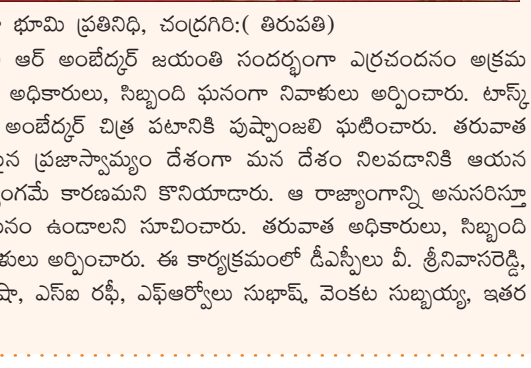 భూమి ప్రతినిధి, చంద్రగిరి:( తిరుపతి)
ఆర్ అంబేద్కర్ జయంతి సందర్భంగా ఎర్రచందనం అక్రమ
అధికారులు, సిబ్బంది ఘనంగా నివాళులు అర్పించారు. టాస్క్
అంబేద్కర్ చిత్ర పటానికి పుష్పాంజలి ఘటించారు. తరువాత
ప్రజాస్వామ్యం దేశంగా మన దేశం నిలవడానికి ఆయన
కారణమని కొనియాడారు. ఆ రాజ్యాంగాన్ని అనుసరిస్తూ
ఉండాలని సూచించారు. తరువాత అధికారులు, సిబ్బంది
అర్పించారు. ఈ కార్యక్రమంలో డీఎస్పీలు వీ. శ్రీనివాసరెడ్డి,
ఎస్ఐ రఫీ, ఎఫ్ఆర్వోలు సుభాష్, వెంకట సుబ్బయ్య, ఇతర